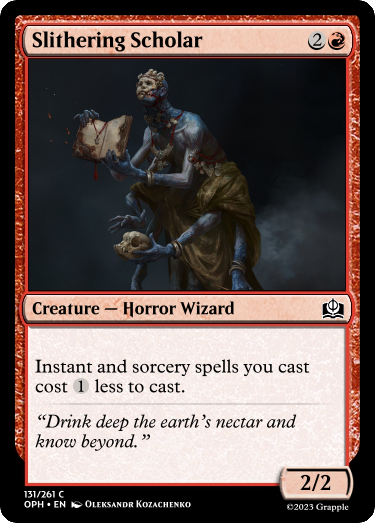 Slithering Scholar 2
Creature — Horror Wizard
Instant and sorcery spells you cast
cost 1 less to cast.
“Drink deep the earth’s nectar and
know beyond.”
2/2
131/261 C
OPH • EN Oleksandr Kozachenko
©2023 Grapple